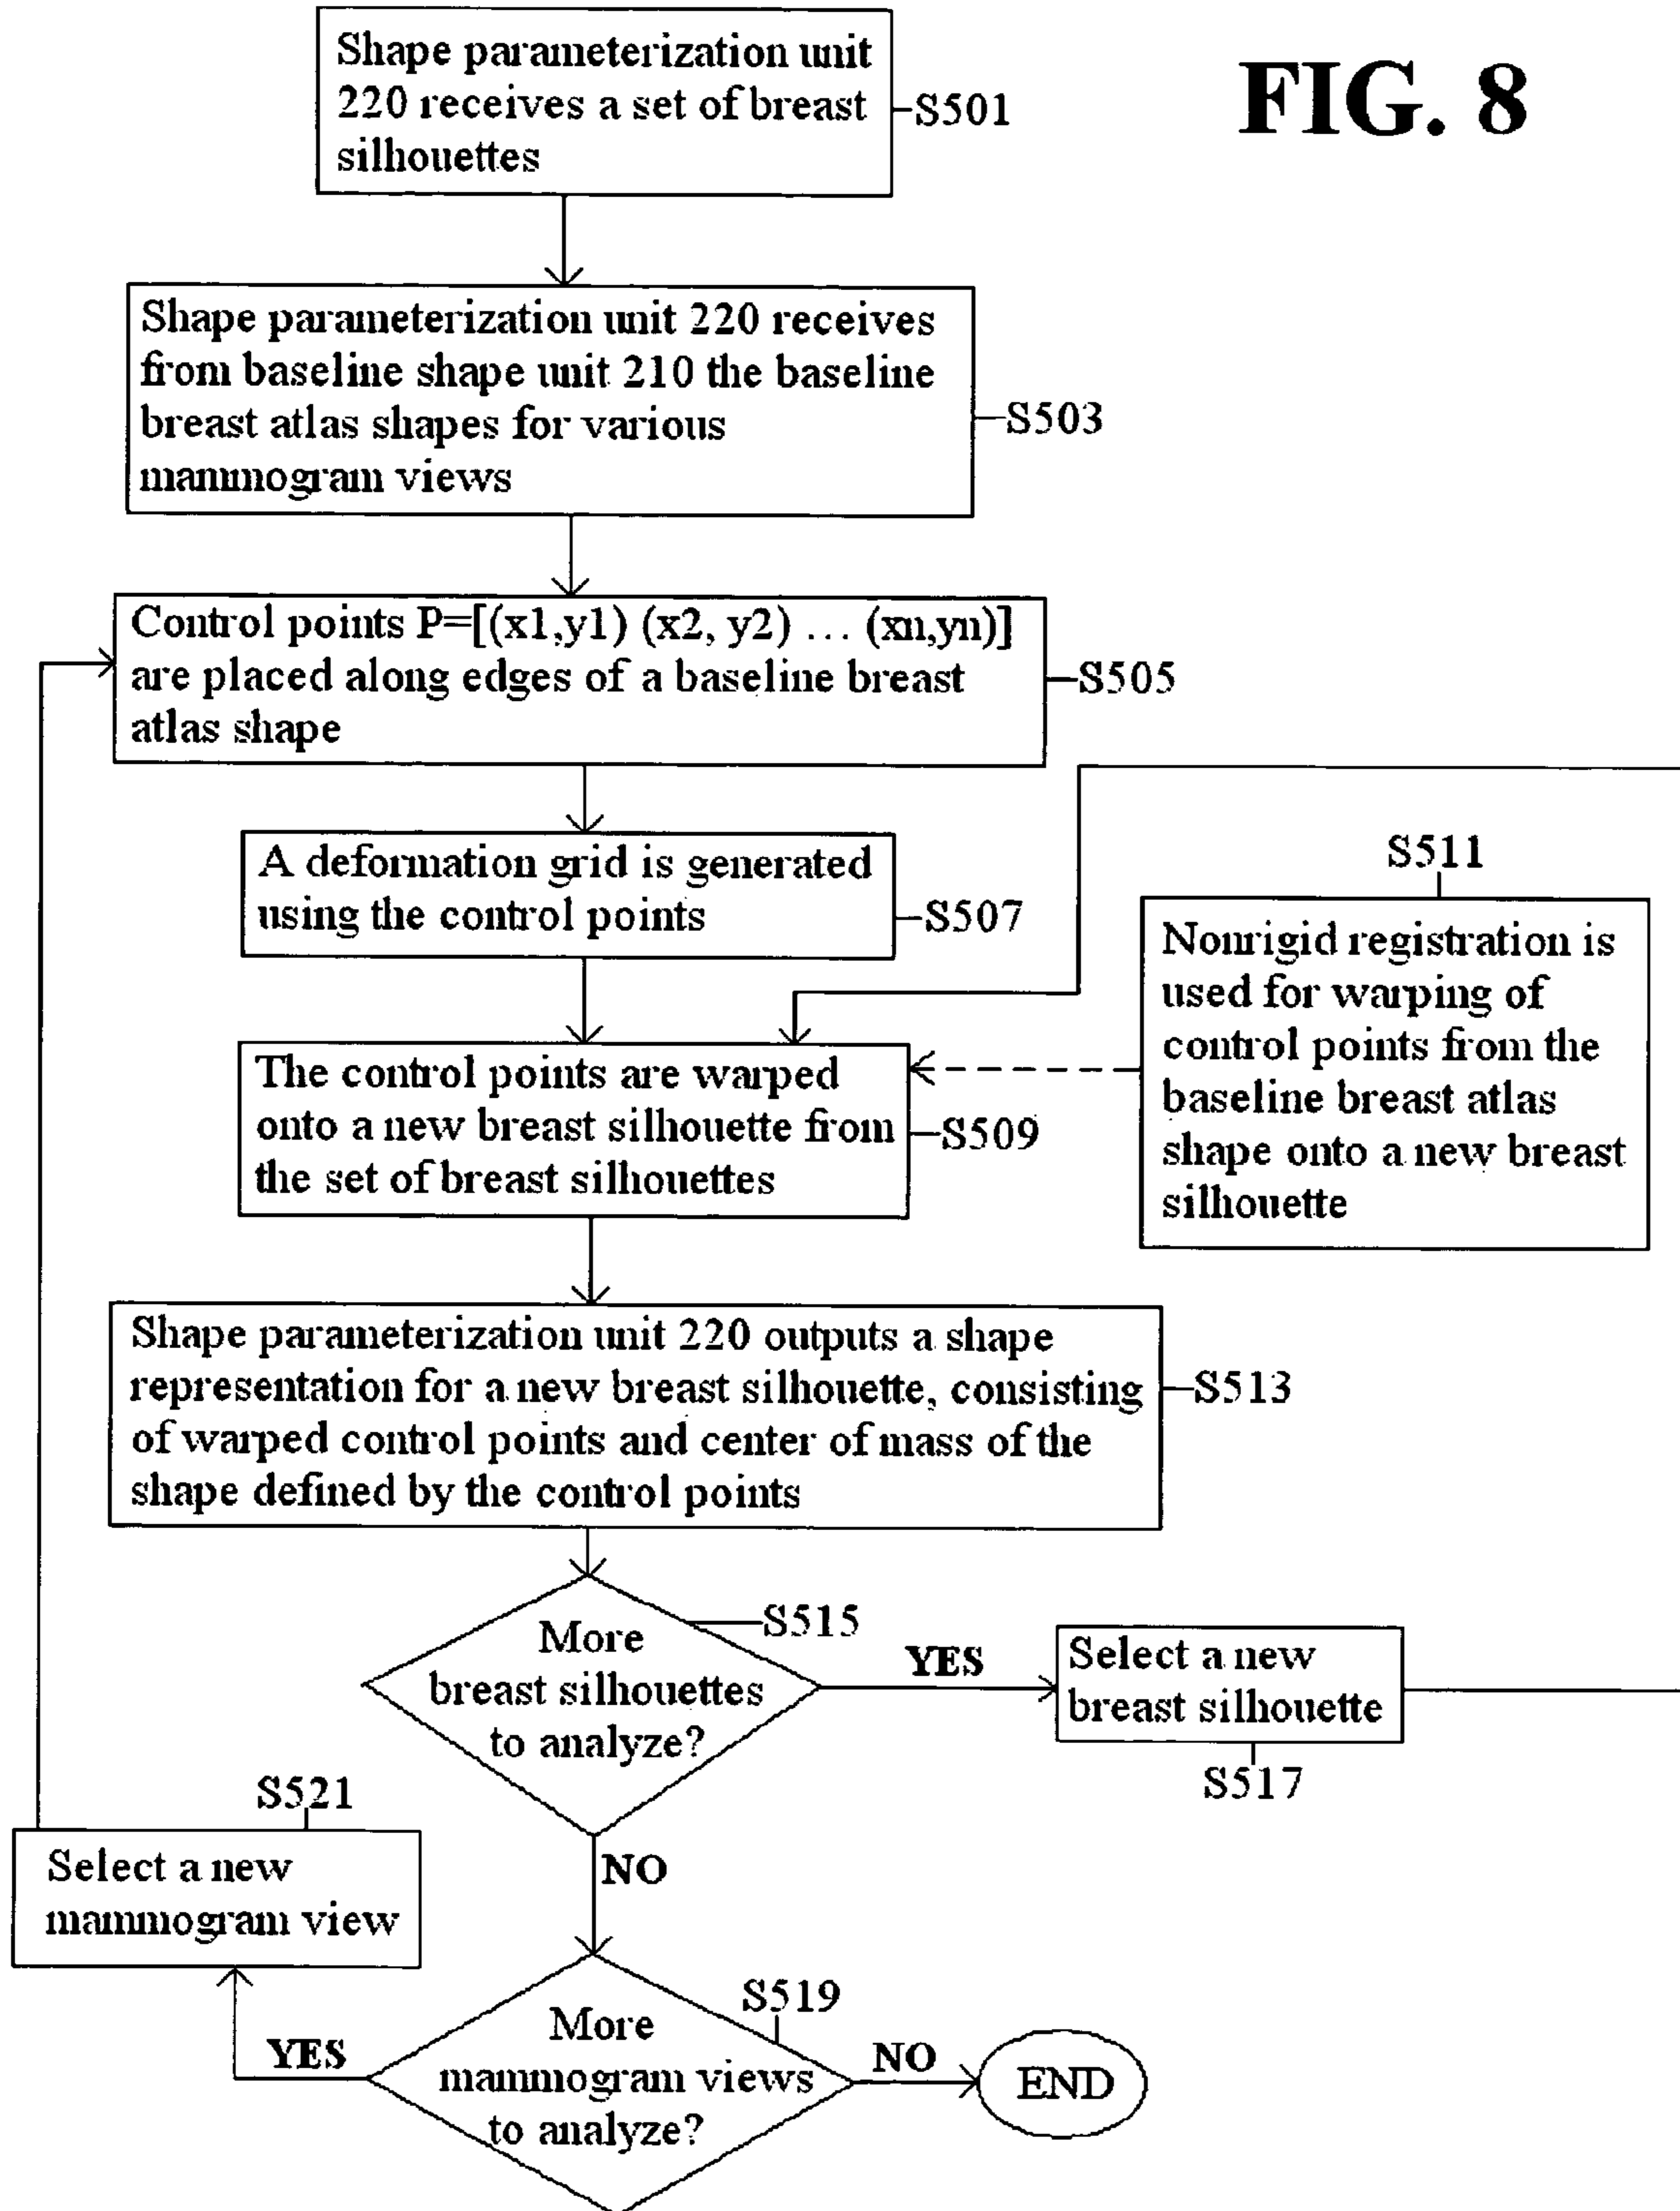 FIG. 8
Shape parameterization unit
220 receives a set of breast
silhouettes
S501
Shape parameterization unit 220 receives
from baseline shape unit 210 the baseline
breast atlas shapes for various
mammogram views
S503
Control points P=[(x1,y1) (x2, y2) ... (xn,yn)]
are placed along edges of a baseline breast
atlas shape
S505
A deformation grid is generated
using the control points
S507
S511
Nonrigid registration is
used for warping of
control points from the
baseline breast atlas
shape onto a new breast
silhouette
The control points are warped
onto a new breast silhouette from
the set of breast silhouettes
S509
Shape parameterization unit 220 outputs a shape
representation for a new breast silhouette, consisting
of warped control points and center of mass of the
shape defined by the control points
S513
More
breast silhouettes
to analyze?
S515
YES
Select a new
breast silhouette
S517
NO
S521
Select a new
mammogram view
YES
More
mammogram views
to analyze?
S519
NO
END